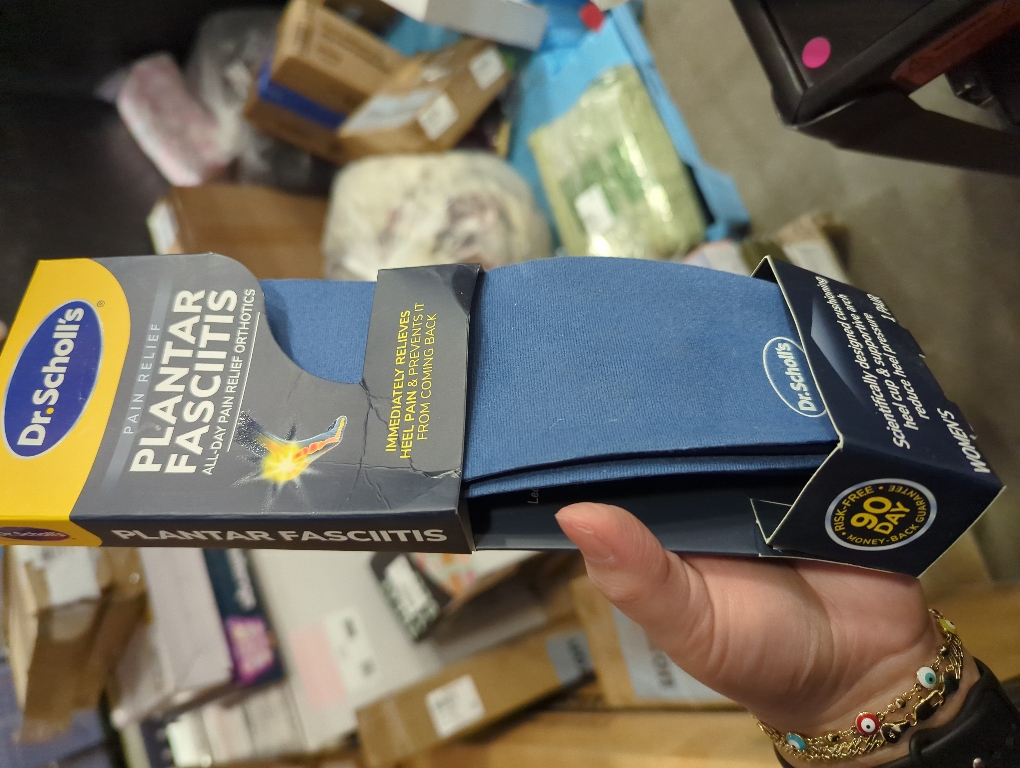 Dr.Scholl's®
PAIN RELIEF
PLANTAR
FASCIITIS
ALL-DAY PAIN RELIEF ORTHOTICS
IMMEDIATELY RELIEVES
HEEL PAIN & PREVENTS IT
FROM COMING BACK
PLANTAR FASCIITIS
Dr.Scholl's
Dr.Scholl's
Scientifically designed cushioning
heel cup & supportive arch
reduce heel pressure
1 PAIR
WOMEN'S
RISK-FREE
90
DAY
MONEY-BACK GUARANTEE